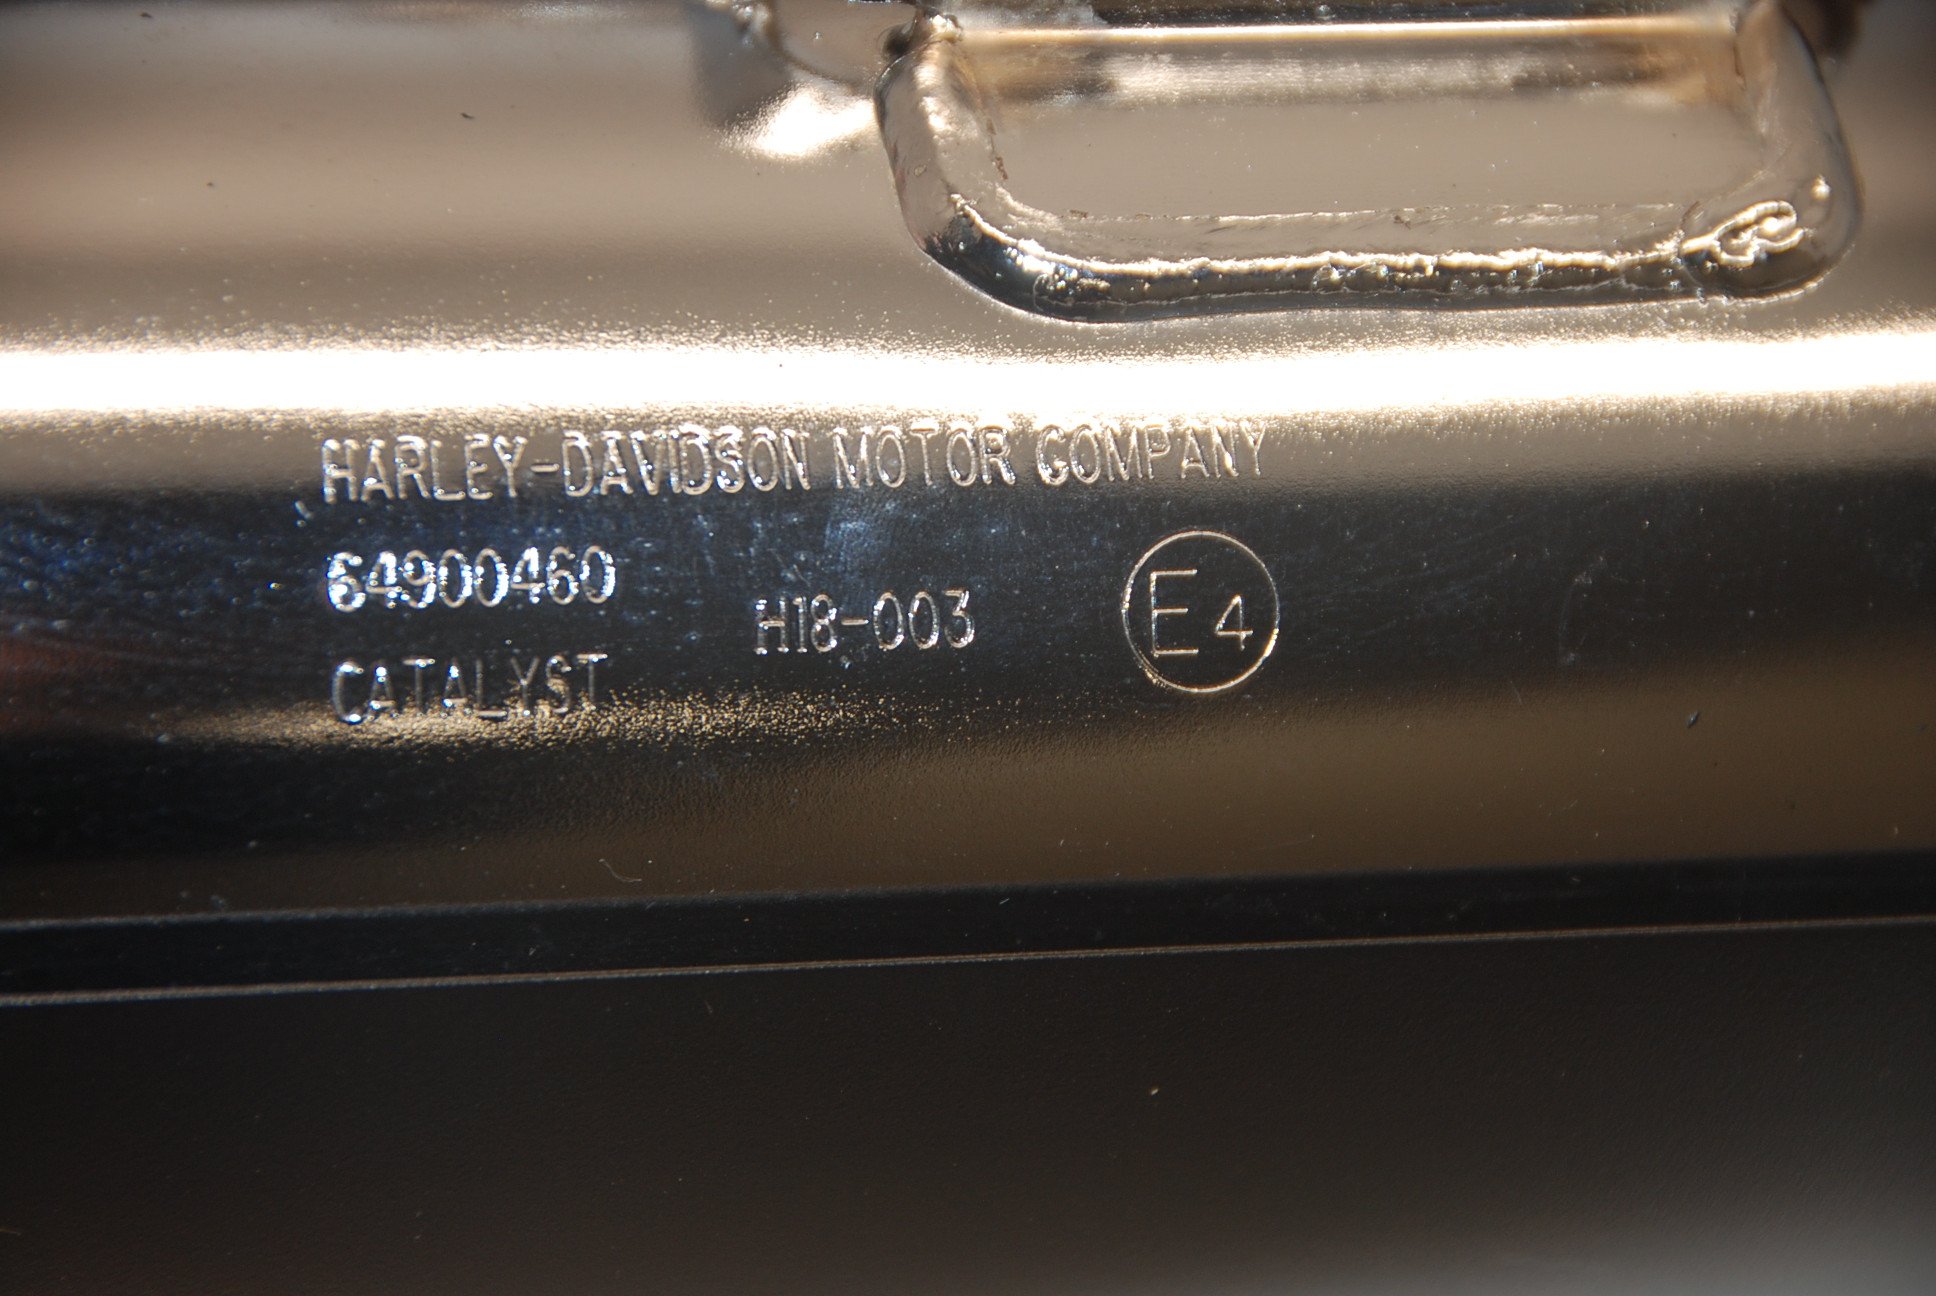 HARLEY-DAVIDSON MOTOR COMPANY
64900460
H18-003
E4
CATALYST